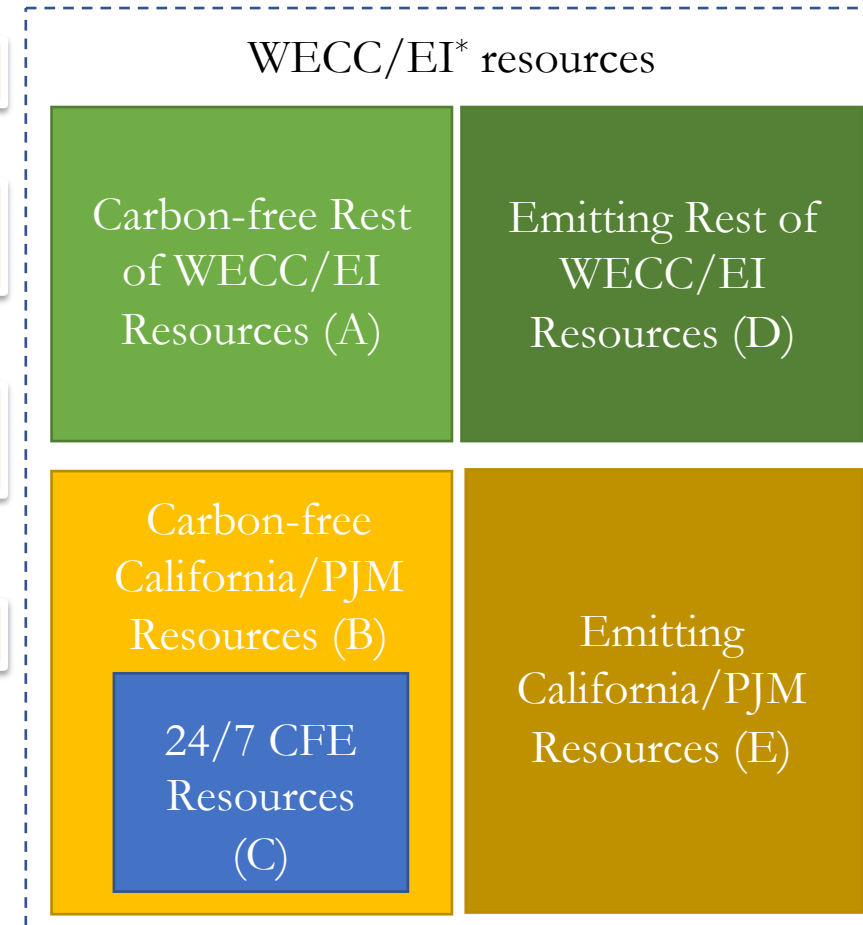 WECC/EI* resources
Carbon-free Rest
of WECC/EI
Resources (A)
Emitting Rest of
WECC/EI
Resources (D)
Carbon-free
California/PJM
Resources (B)
24/7 CFE
Resources
(C)
Emitting
California/PJM
Resources (E)